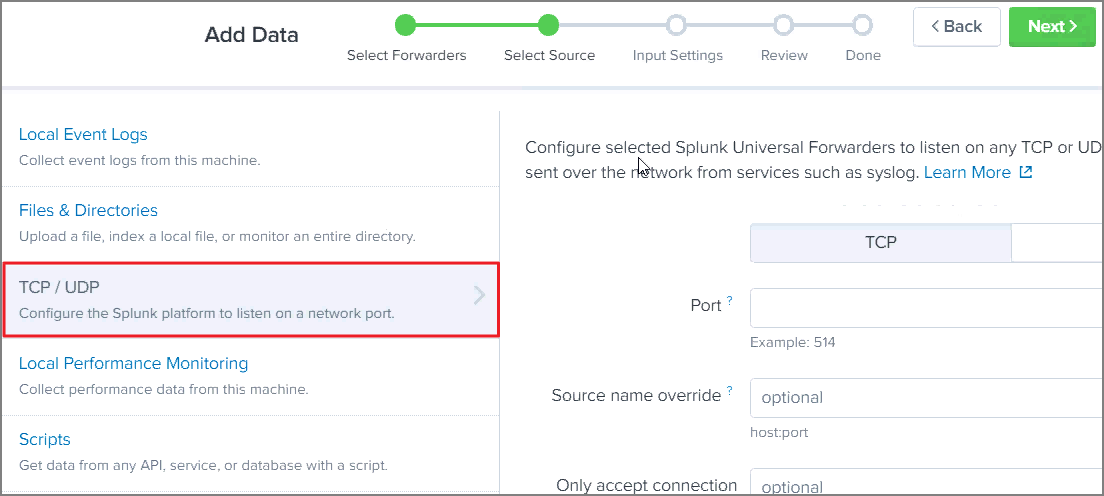 Add Data
Select Forwarders
Select Source
Input Settings
Review
Done
Back
Next
Local Event Logs
Collect event logs from this machine.
Files & Directories
Upload a file, index a local file, or monitor an entire directory.
TCP / UDP
Configure the Splunk platform to listen on a network port.
Local Performance Monitoring
Collect performance data from this machine.
Scripts
Get data from any API, service, or database with a script.
Configure selected Splunk Universal Forwarders to listen on any TCP or UD
sent over the network from services such as syslog. Learn More
TCP
Port ?
Example: 514
Source name override ?
optional
host:port
Only accept connection
optional